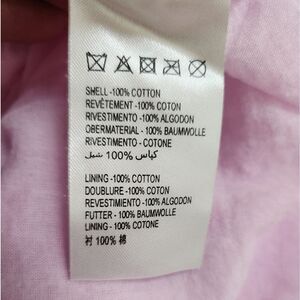 SHELL -100% COTTON
REVÊTEMENT -100% COTON
RIVESTIMENTO -100% ALGODON
OBERMATERIAL - 100% BAUMWOLLE
RIVESTIMENTO - COTONE
كپاس %100 شيل
LINING -100% COTTON
DOUBLURE -100% COTON
REVESTIMIENTO -100% ALGODON
FUTTER - 100% BAUMWOLLE
LINING - 100% COTONE
衬 100% 棉